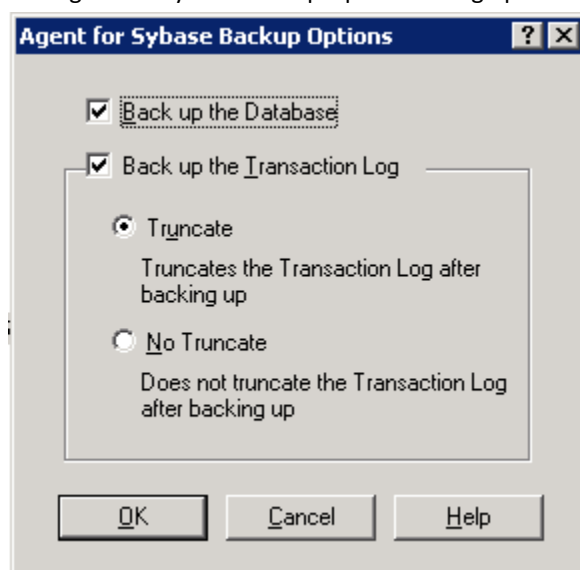 Agent for Sybase Backup Options
Back up the Database
Back up the Transaction Log
Truncate
Truncates the Transaction Log after
backing up
No Truncate
Does not truncate the Transaction Log
after backing up
OK
Cancel
Help